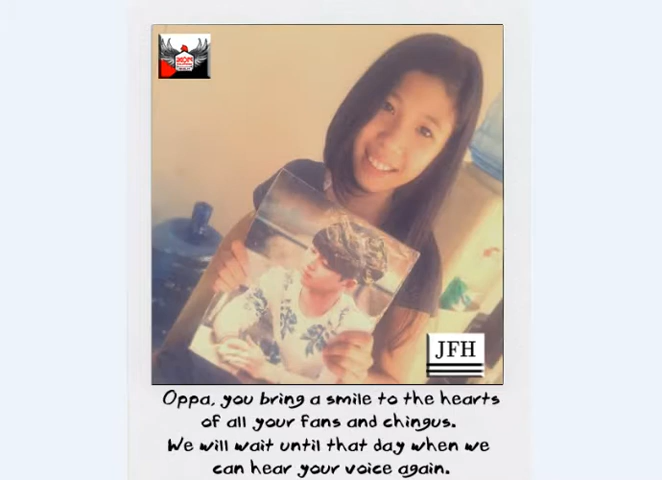 JFH
Oppa, you bring a smile to the hearts
of all your fans and chingus.
We will wait until that day when we
can hear your voice again.